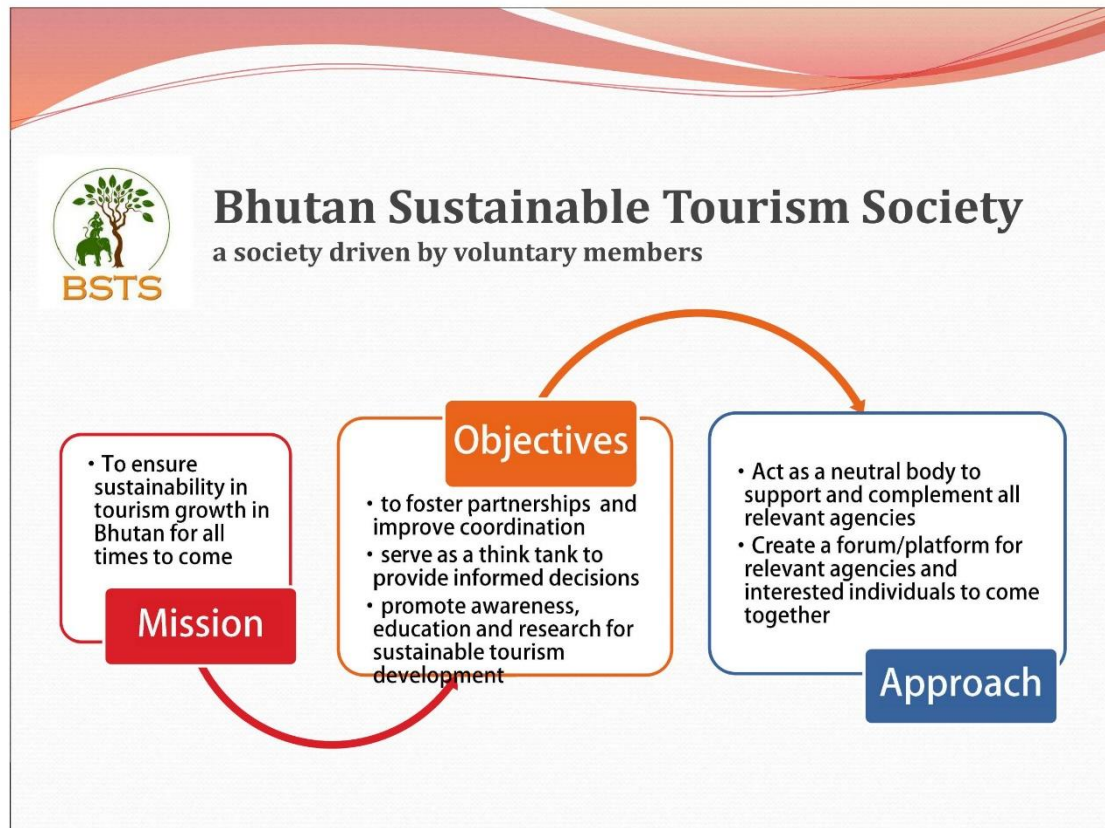 Bhutan Sustainable Tourism Society
a society driven by voluntary members
BSTS
• To ensure
sustainability in
tourism growth in
Bhutan for all
times to come
Mission
Objectives
• to foster partnerships and
improve coordination
• serve as a think tank to
provide informed decisions
• promote awareness,
education and research for
sustainable tourism
development
• Act as a neutral body to
support and complement all
relevant agencies
• Create a forum/platform for
relevant agencies and
interested individuals to come
together
Approach